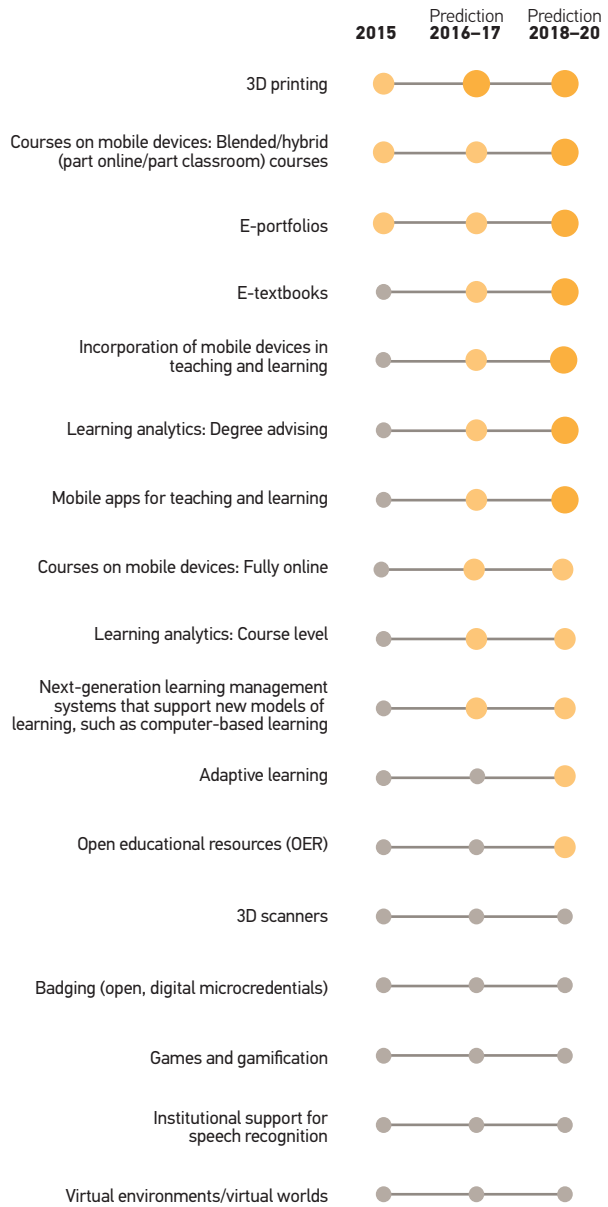 Prediction Prediction
2015 2016–17 2018–20
3D printing
Courses on mobile devices: Blended/hybrid
(part online/part classroom) courses
E-portfolios
E-textbooks
Incorporation of mobile devices in
teaching and learning
Learning analytics: Degree advising
Mobile apps for teaching and learning
Courses on mobile devices: Fully online
Learning analytics: Course level
Next-generation learning management
systems that support new models of
learning, such as computer-based learning
Adaptive learning
Open educational resources (OER)
3D scanners
Badging (open, digital microcredentials)
Games and gamification
Institutional support for
speech recognition
Virtual environments/virtual worlds